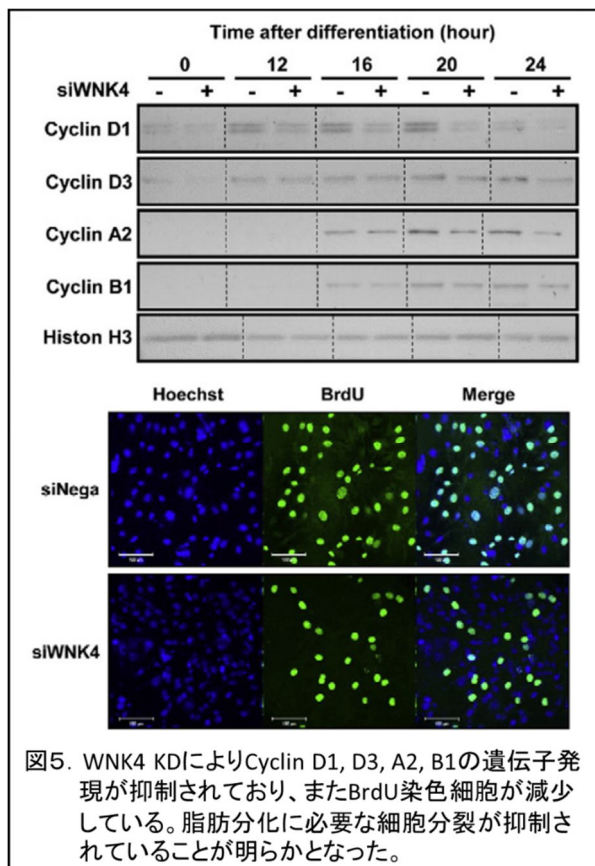 Time after differentiation (hour)
0 12 16 20 24
siWNK4 - + - + - + - + - +
Cyclin D1
Cyclin D3
Cyclin A2
Cyclin B1
Histon H3
Hoechst BrdU Merge
siNega
siWNK4
図5. WNK4 KDによりCyclin D1, D3, A2, B1の遺伝子発
現が抑制されており、またBrdU染色細胞が減少
している。脂肪分化に必要な細胞分裂が抑制さ
れていることが明らかとなった。